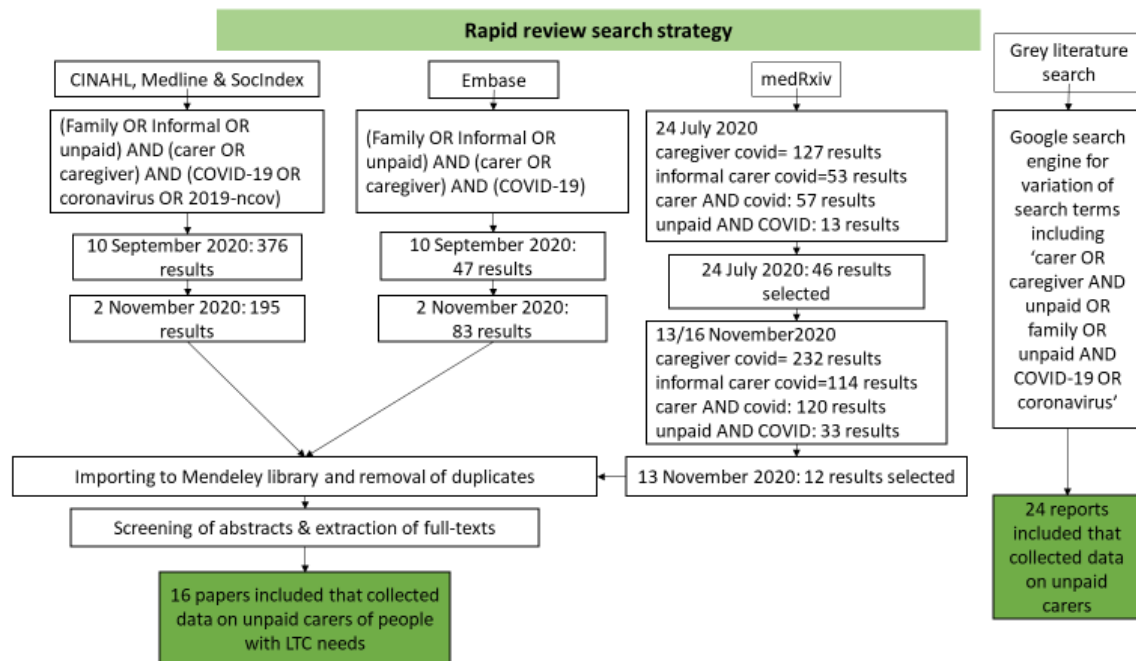 Rapid review search strategy
CINAHL, Medline & SocIndex
(Family OR Informal OR
unpaid) AND (carer OR
caregiver) AND (COVID-19 OR
coronavirus OR 2019-ncov)
10 September 2020: 376
results
2 November 2020: 195
results
Embase
(Family OR Informal OR
unpaid) AND (carer OR
caregiver) AND (COVID-19)
10 September 2020:
47 results
2 November 2020:
83 results
medRxiv
24 July 2020
caregiver covid= 127 results
informal carer covid=53 results
carer AND covid: 57 results
unpaid AND COVID: 13 results
24 July 2020: 46 results
selected
13/16 November2020
caregiver covid= 232 results
informal carer covid=114 results
carer AND covid: 120 results
unpaid AND COVID: 33 results
13 November 2020: 12 results selected
Importing to Mendeley library and removal of duplicates
Screening of abstracts & extraction of full-texts
16 papers included that collected
data on unpaid carers of people
with LTC needs
Grey literature
search
Google search
engine for
variation of
search terms
including
‘carer OR
caregiver AND
unpaid OR
family OR
unpaid AND
COVID-19 OR
coronavirus’
24 reports
included that
collected data
on unpaid
carers